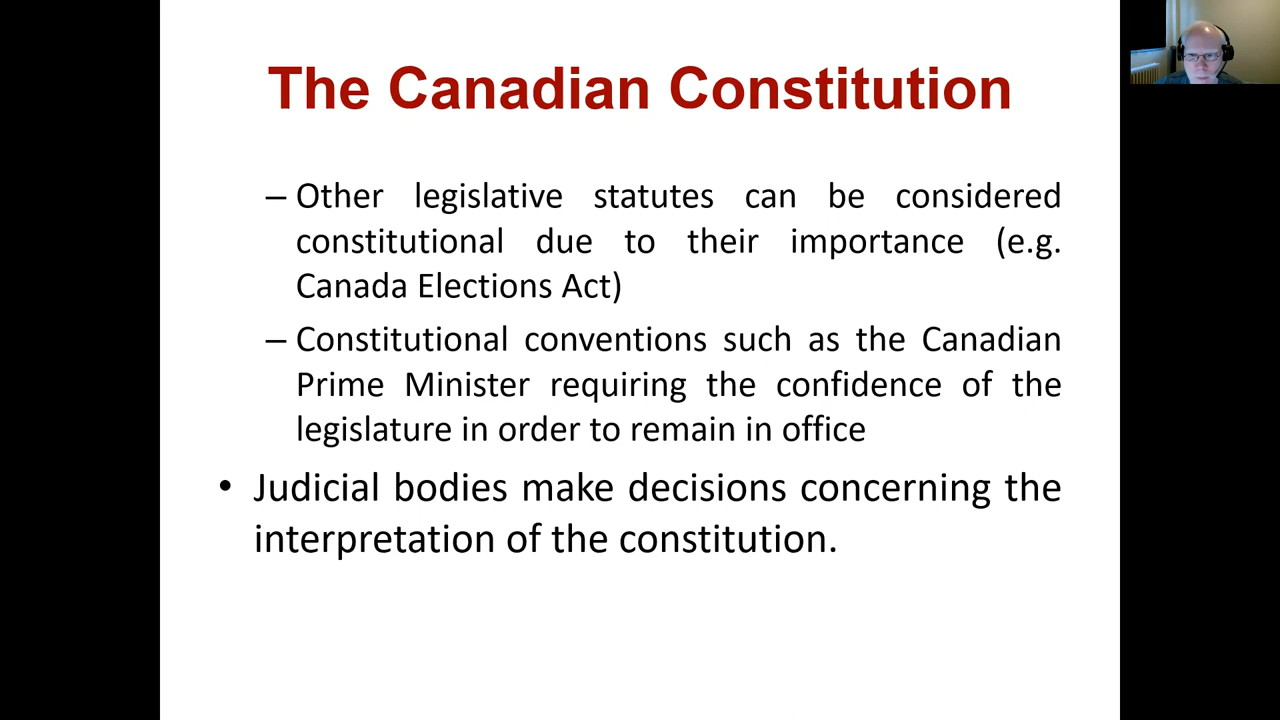 The Canadian Constitution
– Other legislative statutes can be considered
constitutional due to their importance (e.g.
Canada Elections Act)
– Constitutional conventions such as the Canadian
Prime Minister requiring the confidence of the
legislature in order to remain in office
• Judicial bodies make decisions concerning the
interpretation of the constitution.